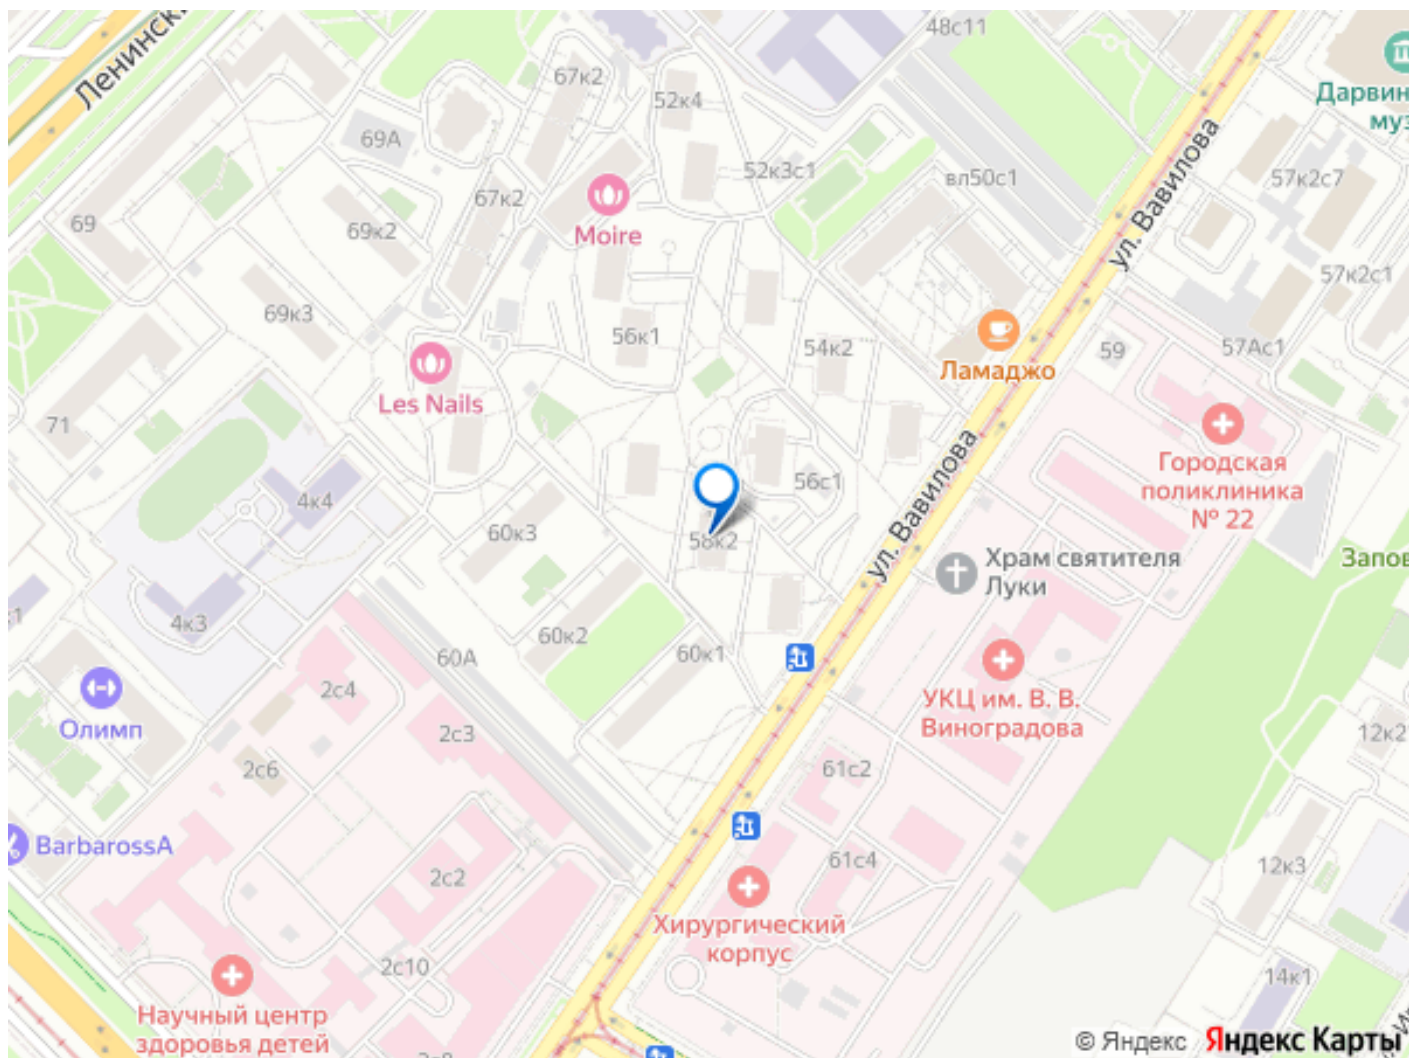 48с11
Ленинск
67к2
Дарвин
муз
52к4
69А
52к3с1
вл50с1
57к2с7
ул. Вавилова
67к2
69
69к2
Moire
57к2с1
69к3
56к1
54к2
59
57Ас1
Ламаджо
Les Nails
71
Городская
поликлиника
№ 22
ул. Вавилова
56с1
4к4
60к3
58к2
Храм святителя
Луки
Запов
4к3
60к2
60к1
60А
2с4
УКЦ им. В. В.
Виноградова
Олимп
2с3
12к2
2с6
61с2
BarbarossA
2с2
61с4
12к3
Хирургический
корпус
2с10
14к1
Научный центр
здоровья детей
© Яндекс Яндекс Карты